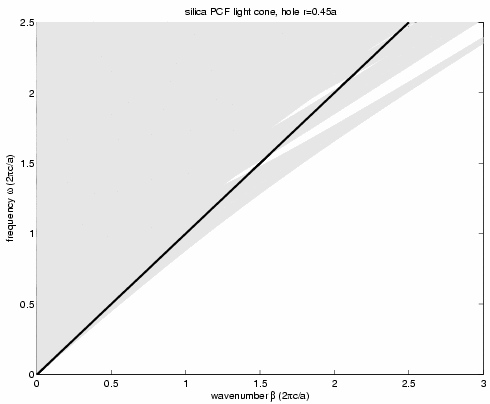 silica PCF light cone, hole r=0.45a
2.5
2
1.5
1
0.5
0
frequency ω (2πc/a)
0 0.5 1 1.5 2 2.5 3
wavenumber β (2πc/a)